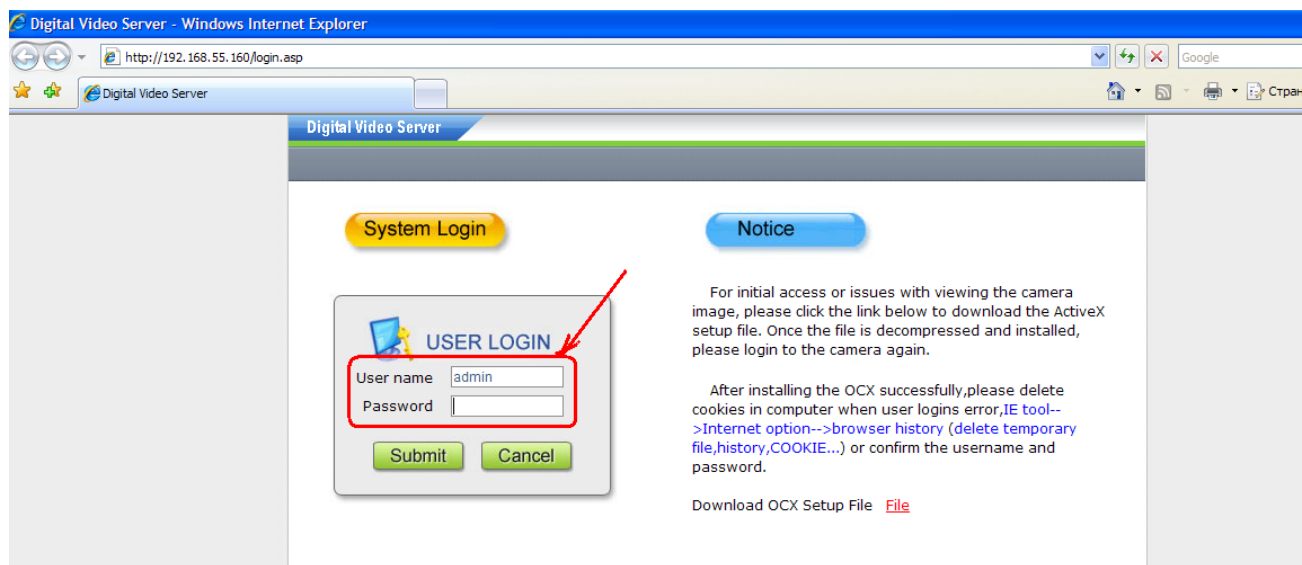 Digital Video Server - Windows Internet Explorer
http://192.168.55.160/login.asp
Google
Digital Video Server
Стран
Digital Video Server
System Login
Notice
USER LOGIN
User name admin
Password
Submit Cancel
For initial access or issues with viewing the camera
image, please click the link below to download the ActiveX
setup file. Once the file is decompressed and installed,
please login to the camera again.
After installing the OCX successfully,please delete
cookies in computer when user logins error,IE tool--
>Internet option-->browser history (delete temporary
file,history,COOKIE...) or confirm the username and
password.
Download OCX Setup File File